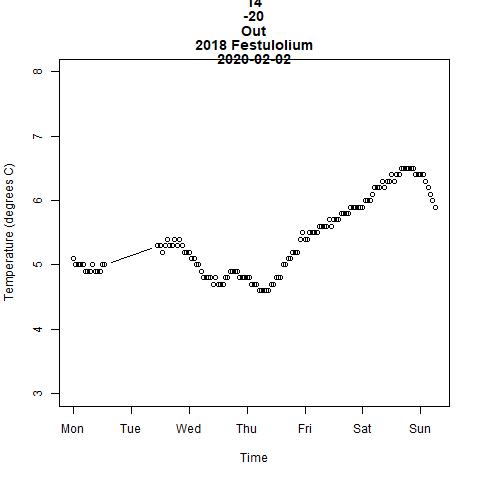 14
-20
Out
2018 Festulolium
2020-02-02
8
7
6
5
4
3
Temperature (degrees C)
Mon Tue Wed Thu Fri Sat Sun
Time